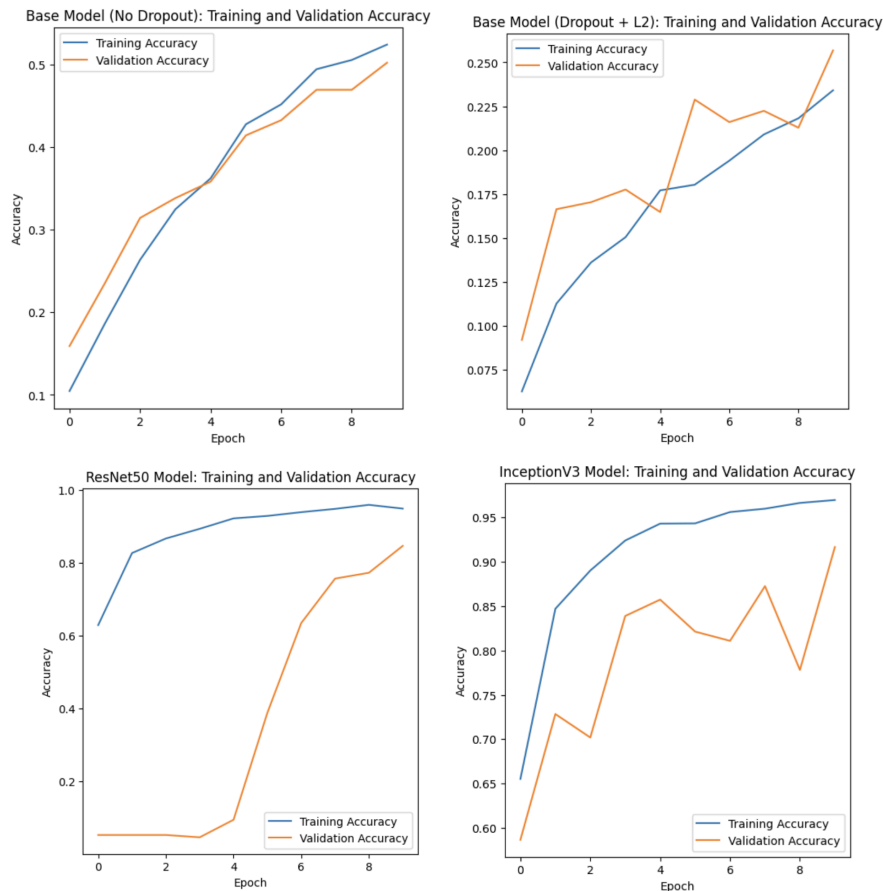 Base Model (No Dropout): Training and Validation Accuracy
Training Accuracy
Validation Accuracy
0.5
0.4
0.3
0.2
0.1
Accuracy
0 2 4 6 8
Epoch
Base Model (Dropout + L2): Training and Validation Accuracy
Training Accuracy
Validation Accuracy
0.250
0.225
0.200
0.175
0.150
0.125
0.100
0.075
Accuracy
0 2 4 6 8
Epoch
ResNet50 Model: Training and Validation Accuracy
1.0
0.8
0.6
0.4
0.2
Accuracy
Training Accuracy
Validation Accuracy
0 2 4 6 8
Epoch
InceptionV3 Model: Training and Validation Accuracy
0.95
0.90
0.85
0.80
0.75
0.70
0.65
0.60
Accuracy
Training Accuracy
Validation Accuracy
0 2 4 6 8
Epoch